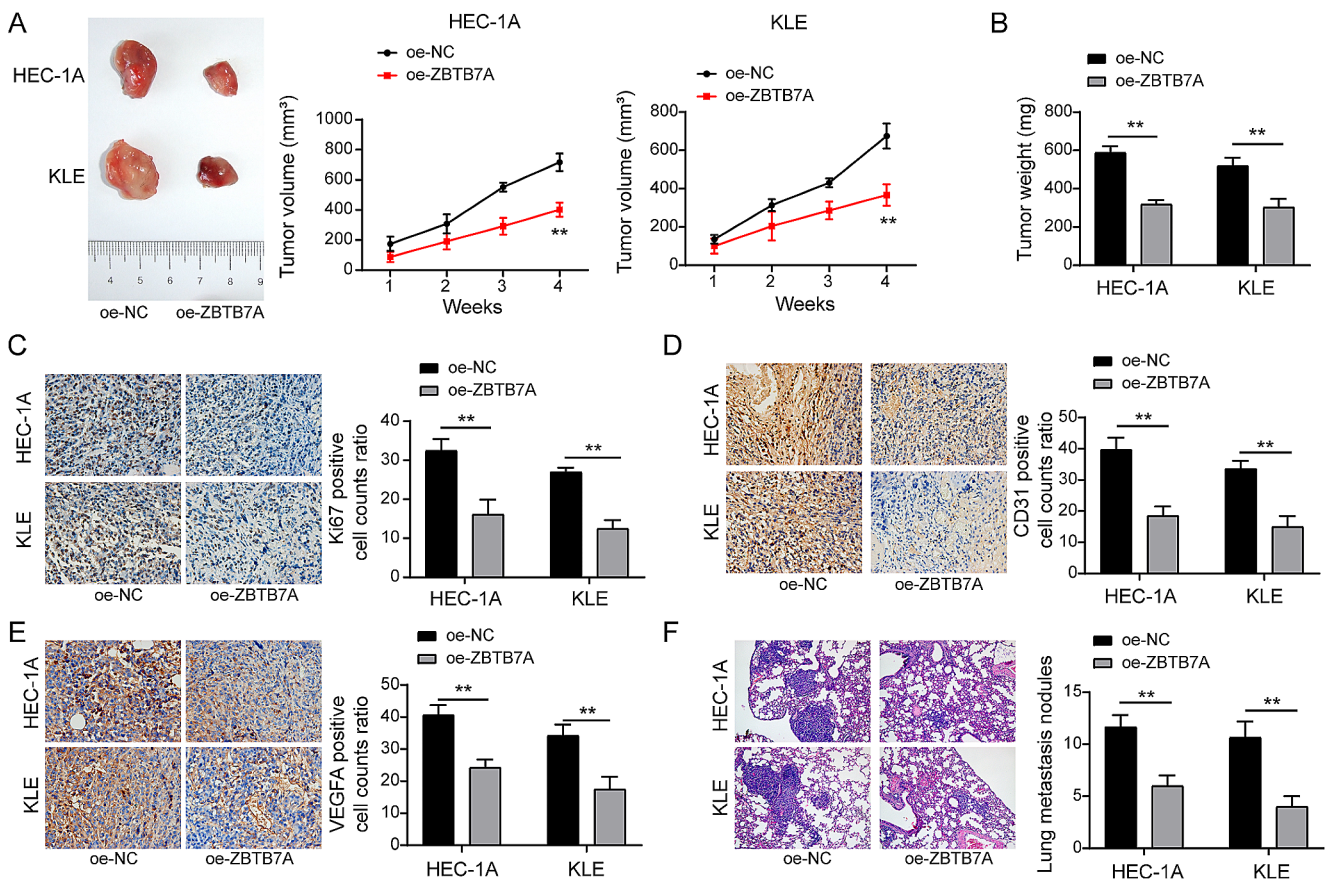 A
HEC-1A
KLE
4 5 6 7 8 9
oe-NC oe-ZBTB7A
HEC-1A
oe-NC
oe-ZBTB7A
Tumor volume (mm³)
1000
800
600
400
200
0
1 2 3 4
Weeks
**
KLE
oe-NC
oe-ZBTB7A
Tumor volume (mm³)
800
600
400
200
0
1 2 3 4
Weeks
**
B
oe-NC
oe-ZBTB7A
Tumor weight (mg)
800
600
400
200
0
** **
HEC-1A KLE
C
HEC-1A
KLE
oe-NC oe-ZBTB7A
oe-NC
oe-ZBTB7A
Ki67 positive
cell counts ratio
40
30
20
10
0
** **
HEC-1A KLE
D
HEC-1A
KLE
oe-NC oe-ZBTB7A
oe-NC
oe-ZBTB7A
CD31 positive
cell counts ratio
50
40
30
20
10
0
** **
HEC-1A KLE
E
HEC-1A
KLE
oe-NC oe-ZBTB7A
oe-NC
oe-ZBTB7A
VEGFA positive
cell counts ratio
50
40
30
20
10
0
** **
HEC-1A KLE
F
HEC-1A
KLE
oe-NC oe-ZBTB7A
oe-NC
oe-ZBTB7A
Lung metastasis nodules
15
10
5
0
** **
HEC-1A KLE